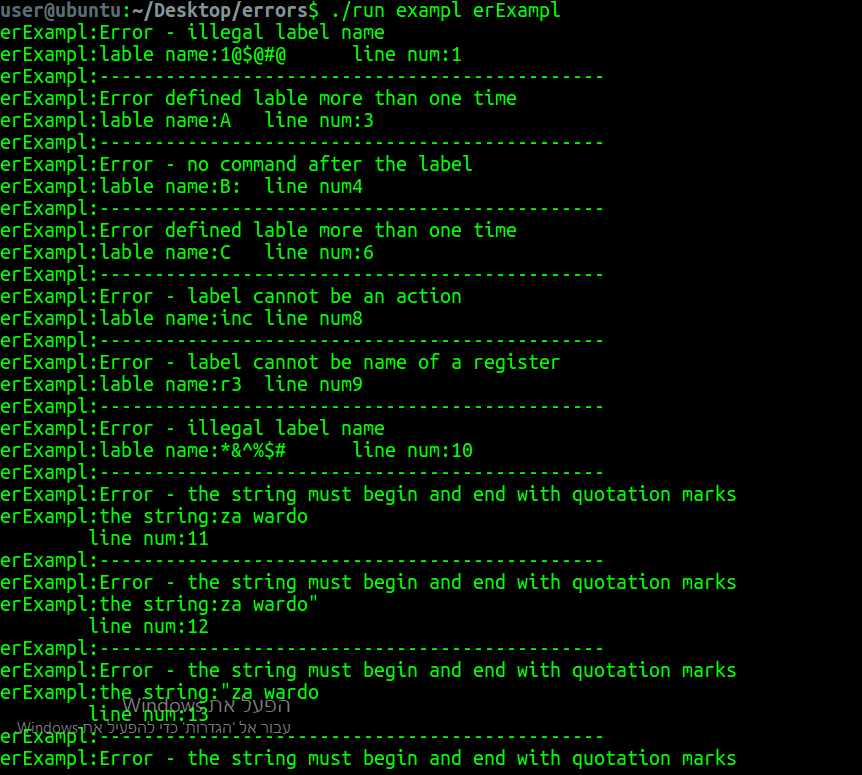 user@ubuntu:~/Desktop/errors$ ./run exampl erExampl
erExampl:Error - illegal label name
erExampl:lable name:1@$@#@      line num:1
erExampl:----------------------------------------------
erExampl:Error defined lable more than one time
erExampl:lable name:A   line num:3
erExampl:----------------------------------------------
erExampl:Error - no command after the label
erExampl:lable name:B:  line num4
erExampl:----------------------------------------------
erExampl:Error defined lable more than one time
erExampl:lable name:C   line num:6
erExampl:----------------------------------------------
erExampl:Error - label cannot be an action
erExampl:lable name:inc line num8
erExampl:----------------------------------------------
erExampl:Error - label cannot be name of a register
erExampl:lable name:r3  line num9
erExampl:----------------------------------------------
erExampl:Error - illegal label name
erExampl:lable name:*&^%$#      line num:10
erExampl:----------------------------------------------
erExampl:Error - the string must begin and end with quotation marks
erExampl:the string:za wardo
        line num:11
erExampl:----------------------------------------------
erExampl:Error - the string must begin and end with quotation marks
erExampl:the string:za wardo"
        line num:12
erExampl:----------------------------------------------
erExampl:Error - the string must begin and end with quotation marks
erExampl:the string:"za wardo
הפעל את Windows
        line num:13
עבור אל 'הגדרות' כדי להפעיל את Windows
erExampl:----------------------------------------------
erExampl:Error - the string must begin and end with quotation marks